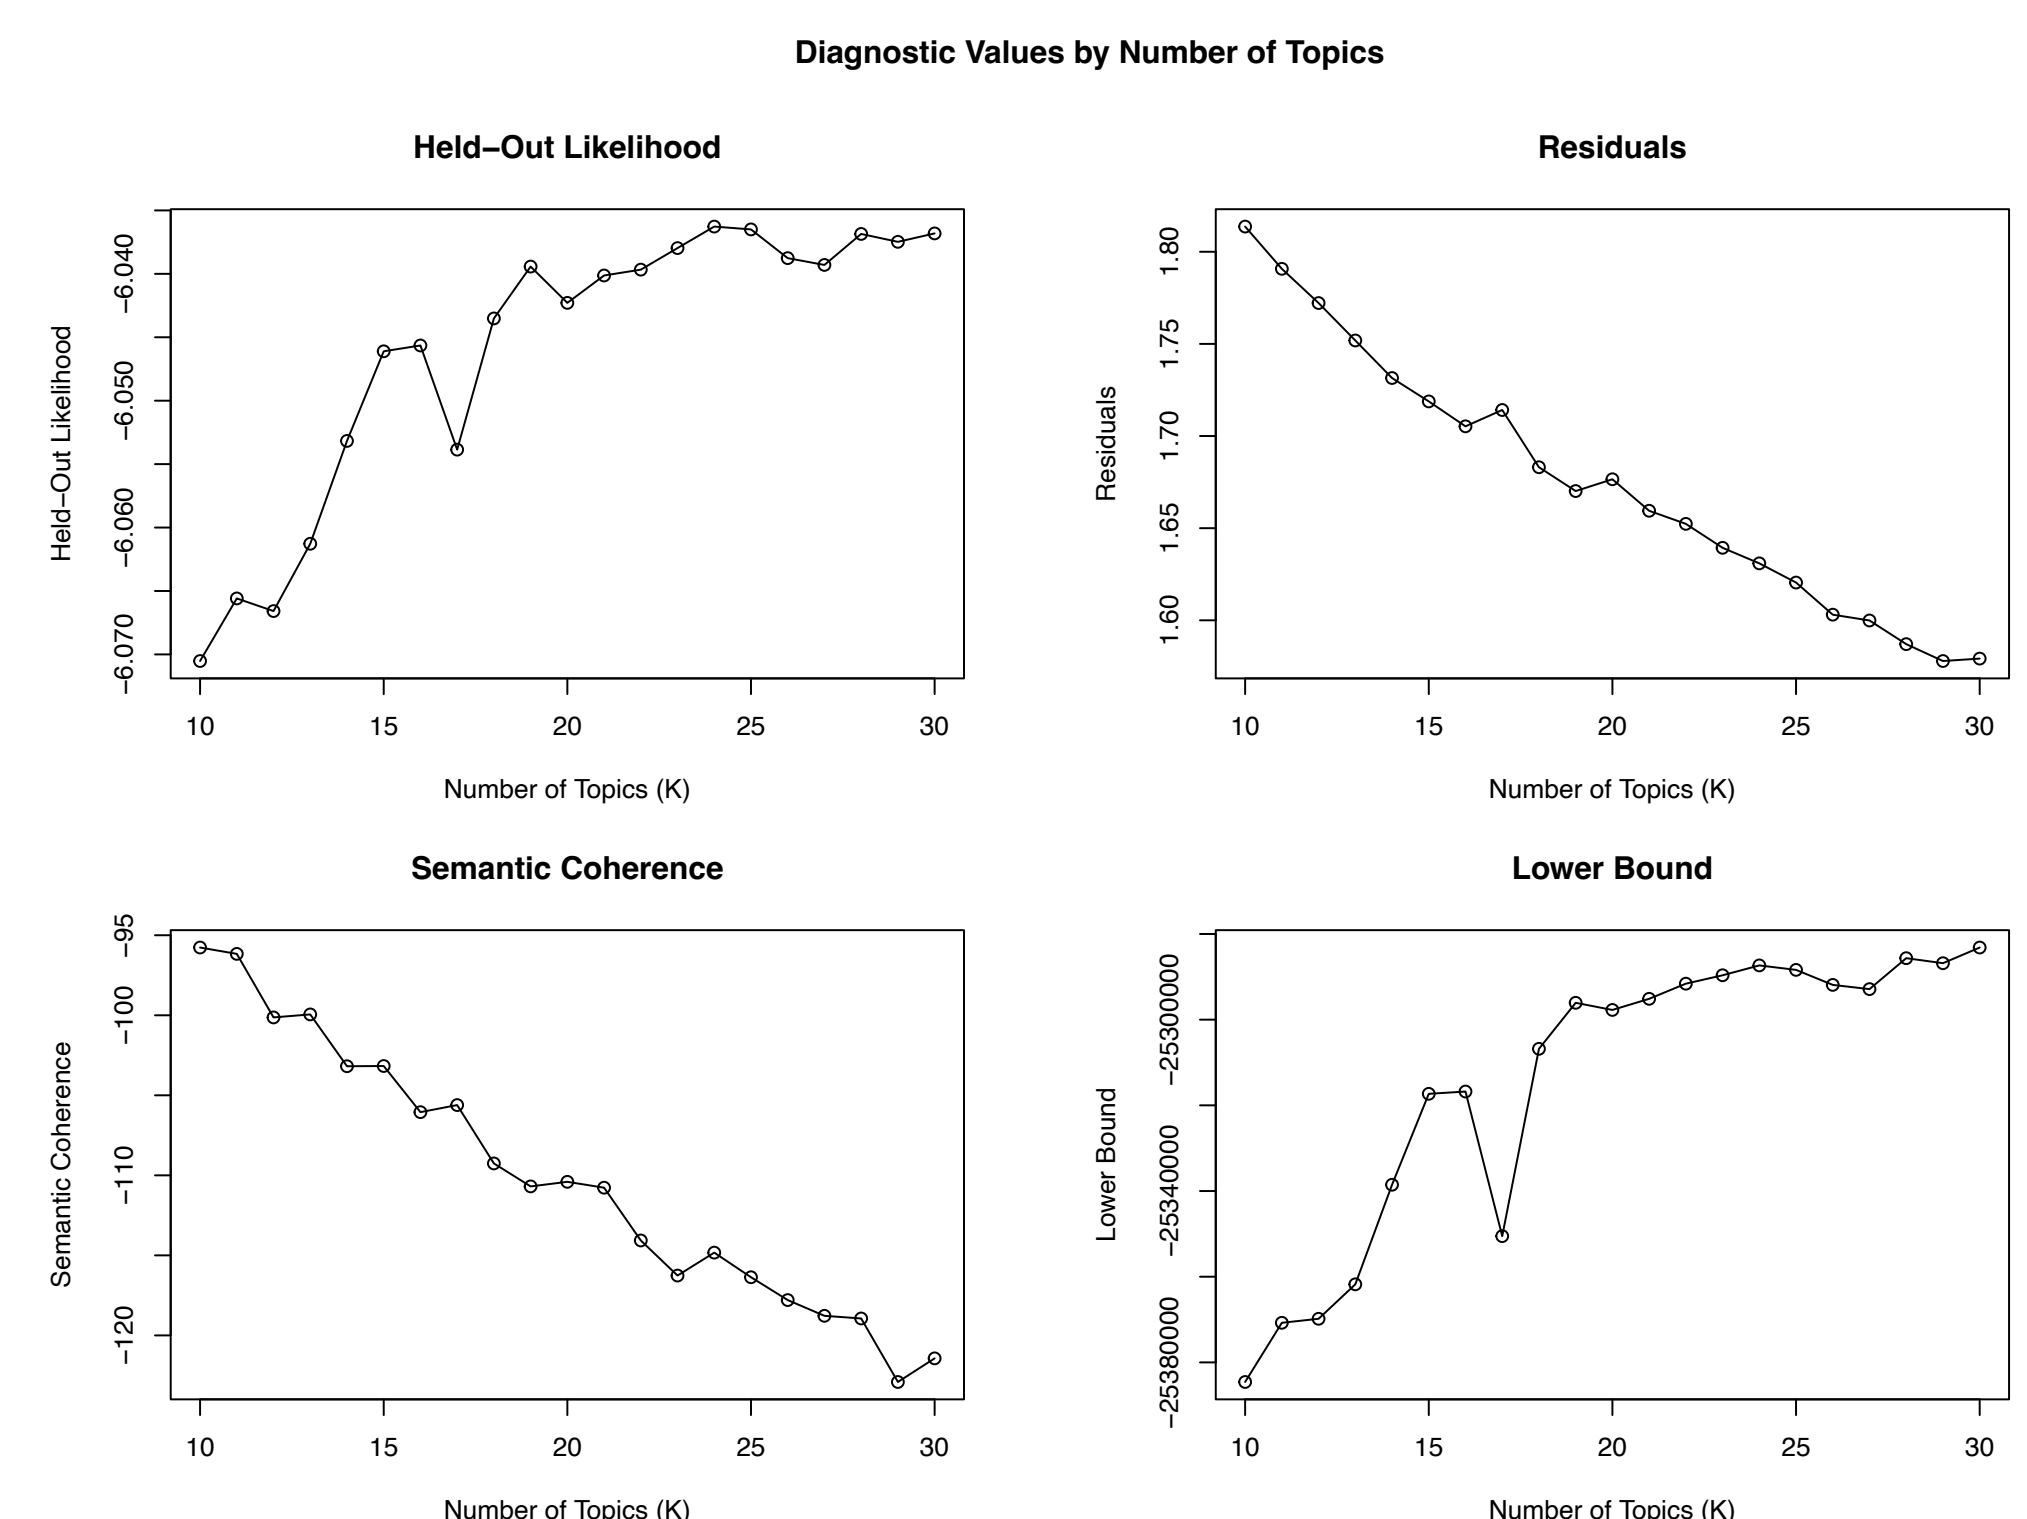 Diagnostic Values by Number of Topics
Held–Out Likelihood
Held–Out Likelihood
−6.040
−6.050
−6.060
−6.070
10 15 20 25 30
Number of Topics (K)
Residuals
Residuals
1.80
1.75
1.70
1.65
1.60
10 15 20 25 30
Number of Topics (K)
Semantic Coherence
Semantic Coherence
−95
−100
−110
−120
10 15 20 25 30
Number of Topics (K)
Lower Bound
Lower Bound
−2530000
−2534000
−2538000
10 15 20 25 30
Number of Topics (K)